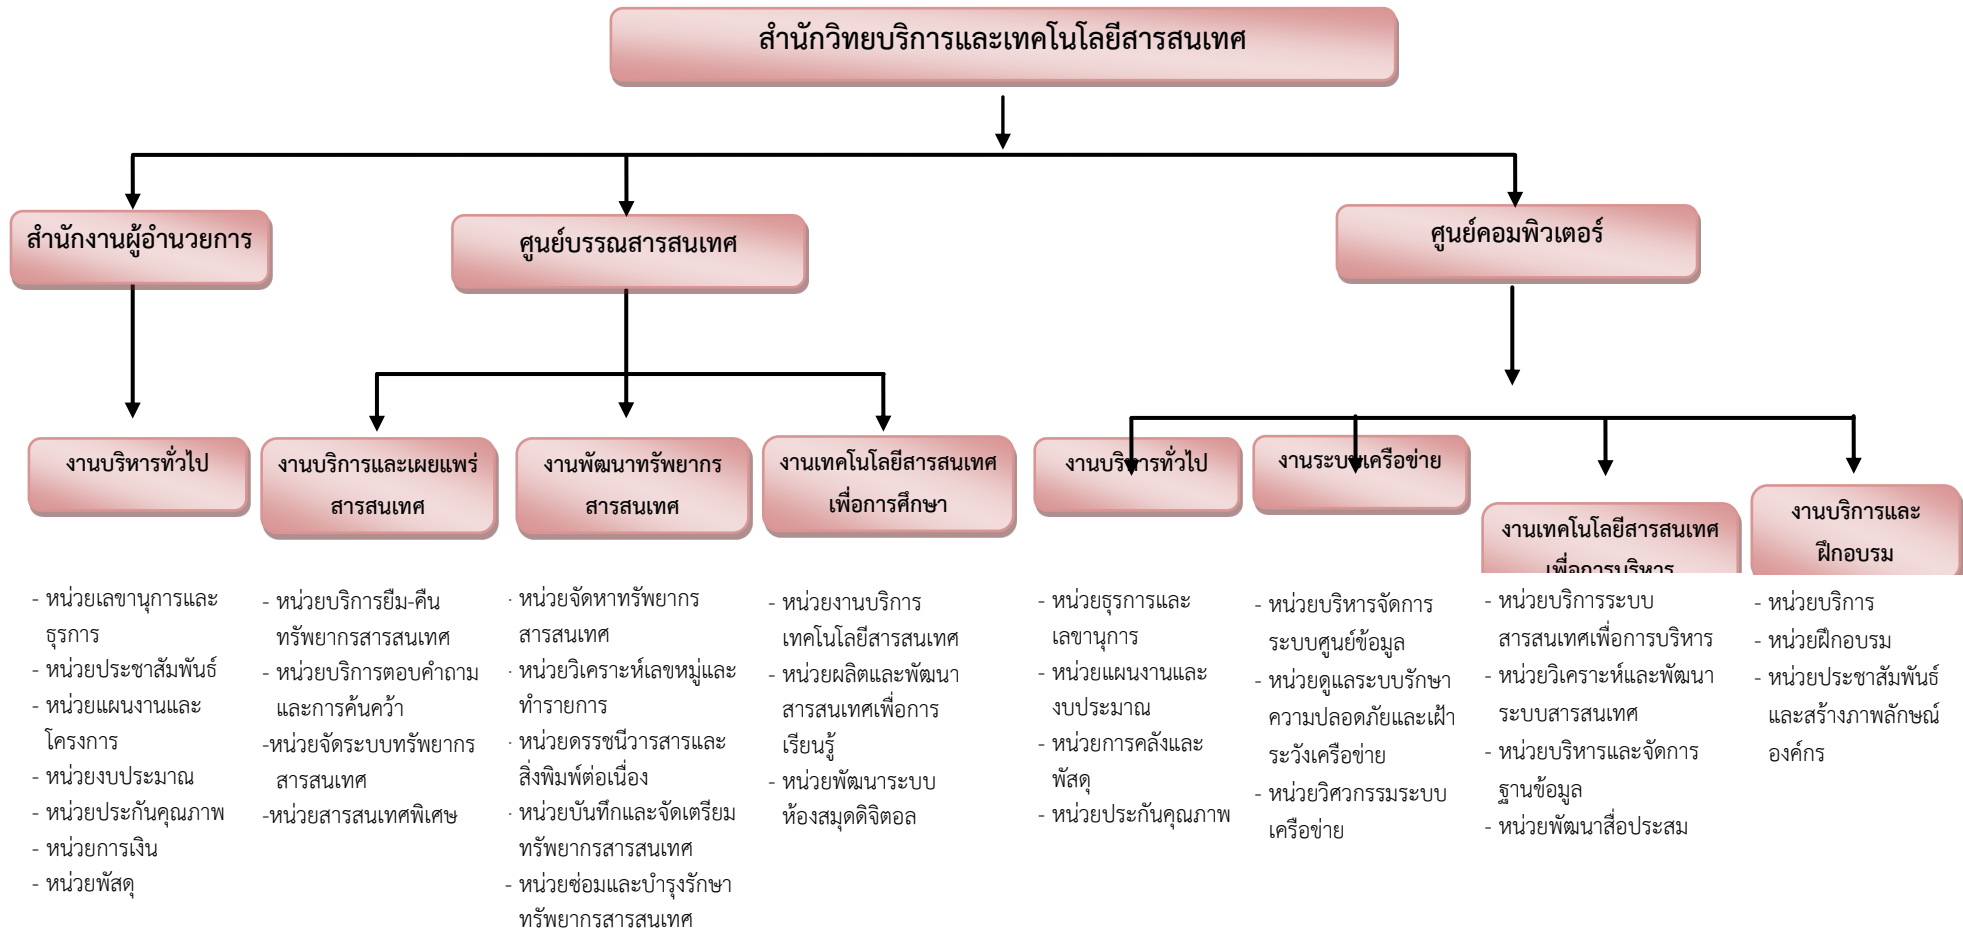 สำนักวิทยบริการและเทคโนโลยีสารสนเทศ
สำนักงานผู้อำนวยการ
ศูนย์บรรณสารสนเทศ
ศูนย์คอมพิวเตอร์
งานบริหารทั่วไป
งานบริการและเผยแพร่
สารสนเทศ
งานพัฒนาทรัพยากร
สารสนเทศ
งานเทคโนโลยีสารสนเทศ
เพื่อการศึกษา
งานบริหารทั่วไป
งานระบบเครือข่าย
งานเทคโนโลยีสารสนเทศ
เพื่อการบริหาร
งานบริการและ
ฝึกอบรม
- หน่วยเลขานุการและ
ธุรการ
- หน่วยประชาสัมพันธ์
- หน่วยแผนงานและ
โครงการ
- หน่วยงบประมาณ
- หน่วยประกันคุณภาพ
- หน่วยการเงิน
- หน่วยพัสดุ
- หน่วยบริการยืม-คืน
ทรัพยากรสารสนเทศ
- หน่วยบริการตอบคำถาม
และการค้นคว้า
-หน่วยจัดระบบทรัพยากร
สารสนเทศ
-หน่วยสารสนเทศพิเศษ
· หน่วยจัดหาทรัพยากร
สารสนเทศ
· หน่วยวิเคราะห์เลขหมู่และ
ทำรายการ
· หน่วยดรรชนีวารสารและ
สิ่งพิมพ์ต่อเนื่อง
· หน่วยบันทึกและจัดเตรียม
ทรัพยากรสารสนเทศ
- หน่วยซ่อมและบำรุงรักษา
ทรัพยากรสารสนเทศ
- หน่วยงานบริการ
เทคโนโลยีสารสนเทศ
- หน่วยผลิตและพัฒนา
สารสนเทศเพื่อการ
เรียนรู้
- หน่วยพัฒนาระบบ
ห้องสมุดดิจิตอล
- หน่วยธุรการและ
เลขานุการ
- หน่วยแผนงานและ
งบประมาณ
- หน่วยการคลังและ
พัสดุ
- หน่วยประกันคุณภาพ
- หน่วยบริหารจัดการ
ระบบศูนย์ข้อมูล
- หน่วยดูแลระบบรักษา
ความปลอดภัยและเฝ้า
ระวังเครือข่าย
- หน่วยวิศวกรรมระบบ
เครือข่าย
- หน่วยบริการระบบ
สารสนเทศเพื่อการบริหาร
- หน่วยวิเคราะห์และพัฒนา
ระบบสารสนเทศ
- หน่วยบริหารและจัดการ
ฐานข้อมูล
- หน่วยพัฒนาสื่อประสม
- หน่วยบริการ
- หน่วยฝึกอบรม
- หน่วยประชาสัมพันธ์
และสร้างภาพลักษณ์
องค์กร